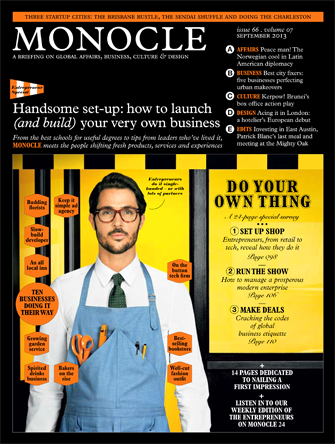 THREE STARTUP CITIES: THE BRISBANE BUSTLE, THE SENDAI SHUFFLE AND DOING THE CHARLESTON
MONOCLE
A BRIEFING ON GLOBAL AFFAIRS, BUSINESS, CULTURE & DESIGN
issue 66 . volume 07
SEPTEMBER 2013
A AFFAIRS Peace man! The
Norwegian cool in Latin
American diplomacy
B BUSINESS Best city fixers:
five businesses perfecting
urban makeovers
C CULTURE Kerpow! Brunei's
box office action play
D DESIGN Acing it in London:
a hotelier's European debut
E EDITS Investing in East Austin,
Patrick Blanc's last meal and
meeting at the Mighty Oak
Handsome set-up: how to launch
(and build) your very own business
From the best schools for useful degrees to tips from leaders who've lived it,
MONOCLE meets the people shifting fresh products, services and experiences
Entrepreneurs
do it single-
handed – or with
lots of partners
Budding
florists
Keep it
simple ad
agency
Slow-
build
developer
An all
local inn
On the
button
tech firm
TEN
BUSINESSES
DOING IT
THEIR WAY
Growing
garden
service
Best-
selling
bookstore
Spirited
drinks
business
Bakers
on the
rise
Well-cut
fashion
outfit
DO YOUR
OWN THING
A 24-page special survey
1 SET UP SHOP
Entrepreneurs, from retail to
tech, reveal how they do it
Page 098
2 RUN THE SHOW
How to manage a prosperous
modern enterprise
Page 106
3 MAKE DEALS
Cracking the codes
of global
business etiquette
Page 110
+
14 PAGES DEDICATED
TO NAILING A
FIRST IMPRESSION
+
LISTEN IN TO OUR
WEEKLY EDITION OF
THE ENTREPRENEURS
ON MONOCLE 24